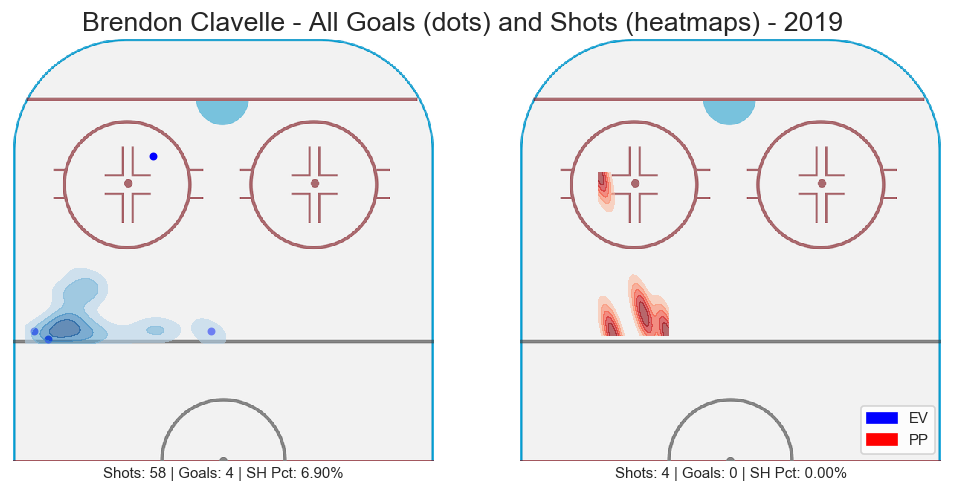 Brendon Clavelle - All Goals (dots) and Shots (heatmaps) - 2019
EV
PP
Shots: 58 | Goals: 4 | SH Pct: 6.90%
Shots: 4 | Goals: 0 | SH Pct: 0.00%